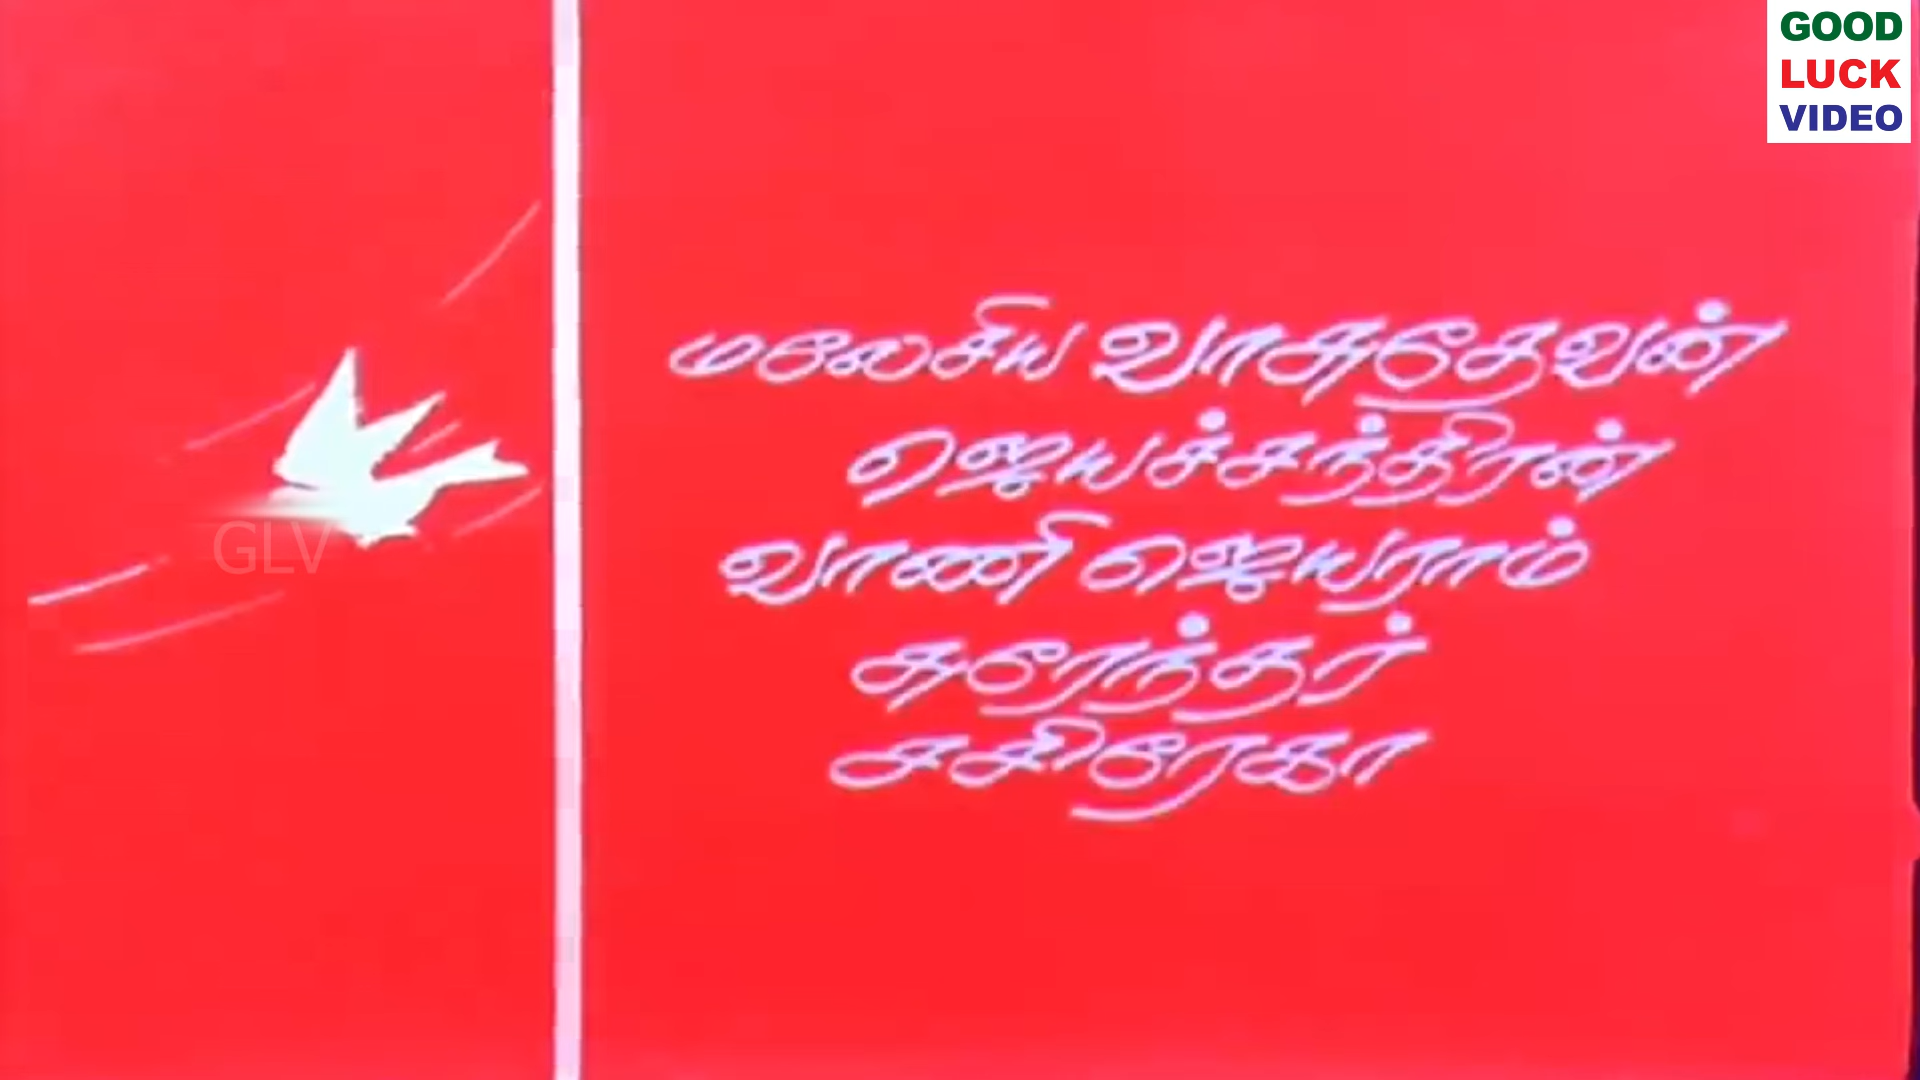 GOOD
LUCK
VIDEO
மலேசிய வாசுதேவன்
ஜெயச்சந்திரன்
வாணி ஜெயராம்
சுரேந்தர்
சசிரேகா
GLV